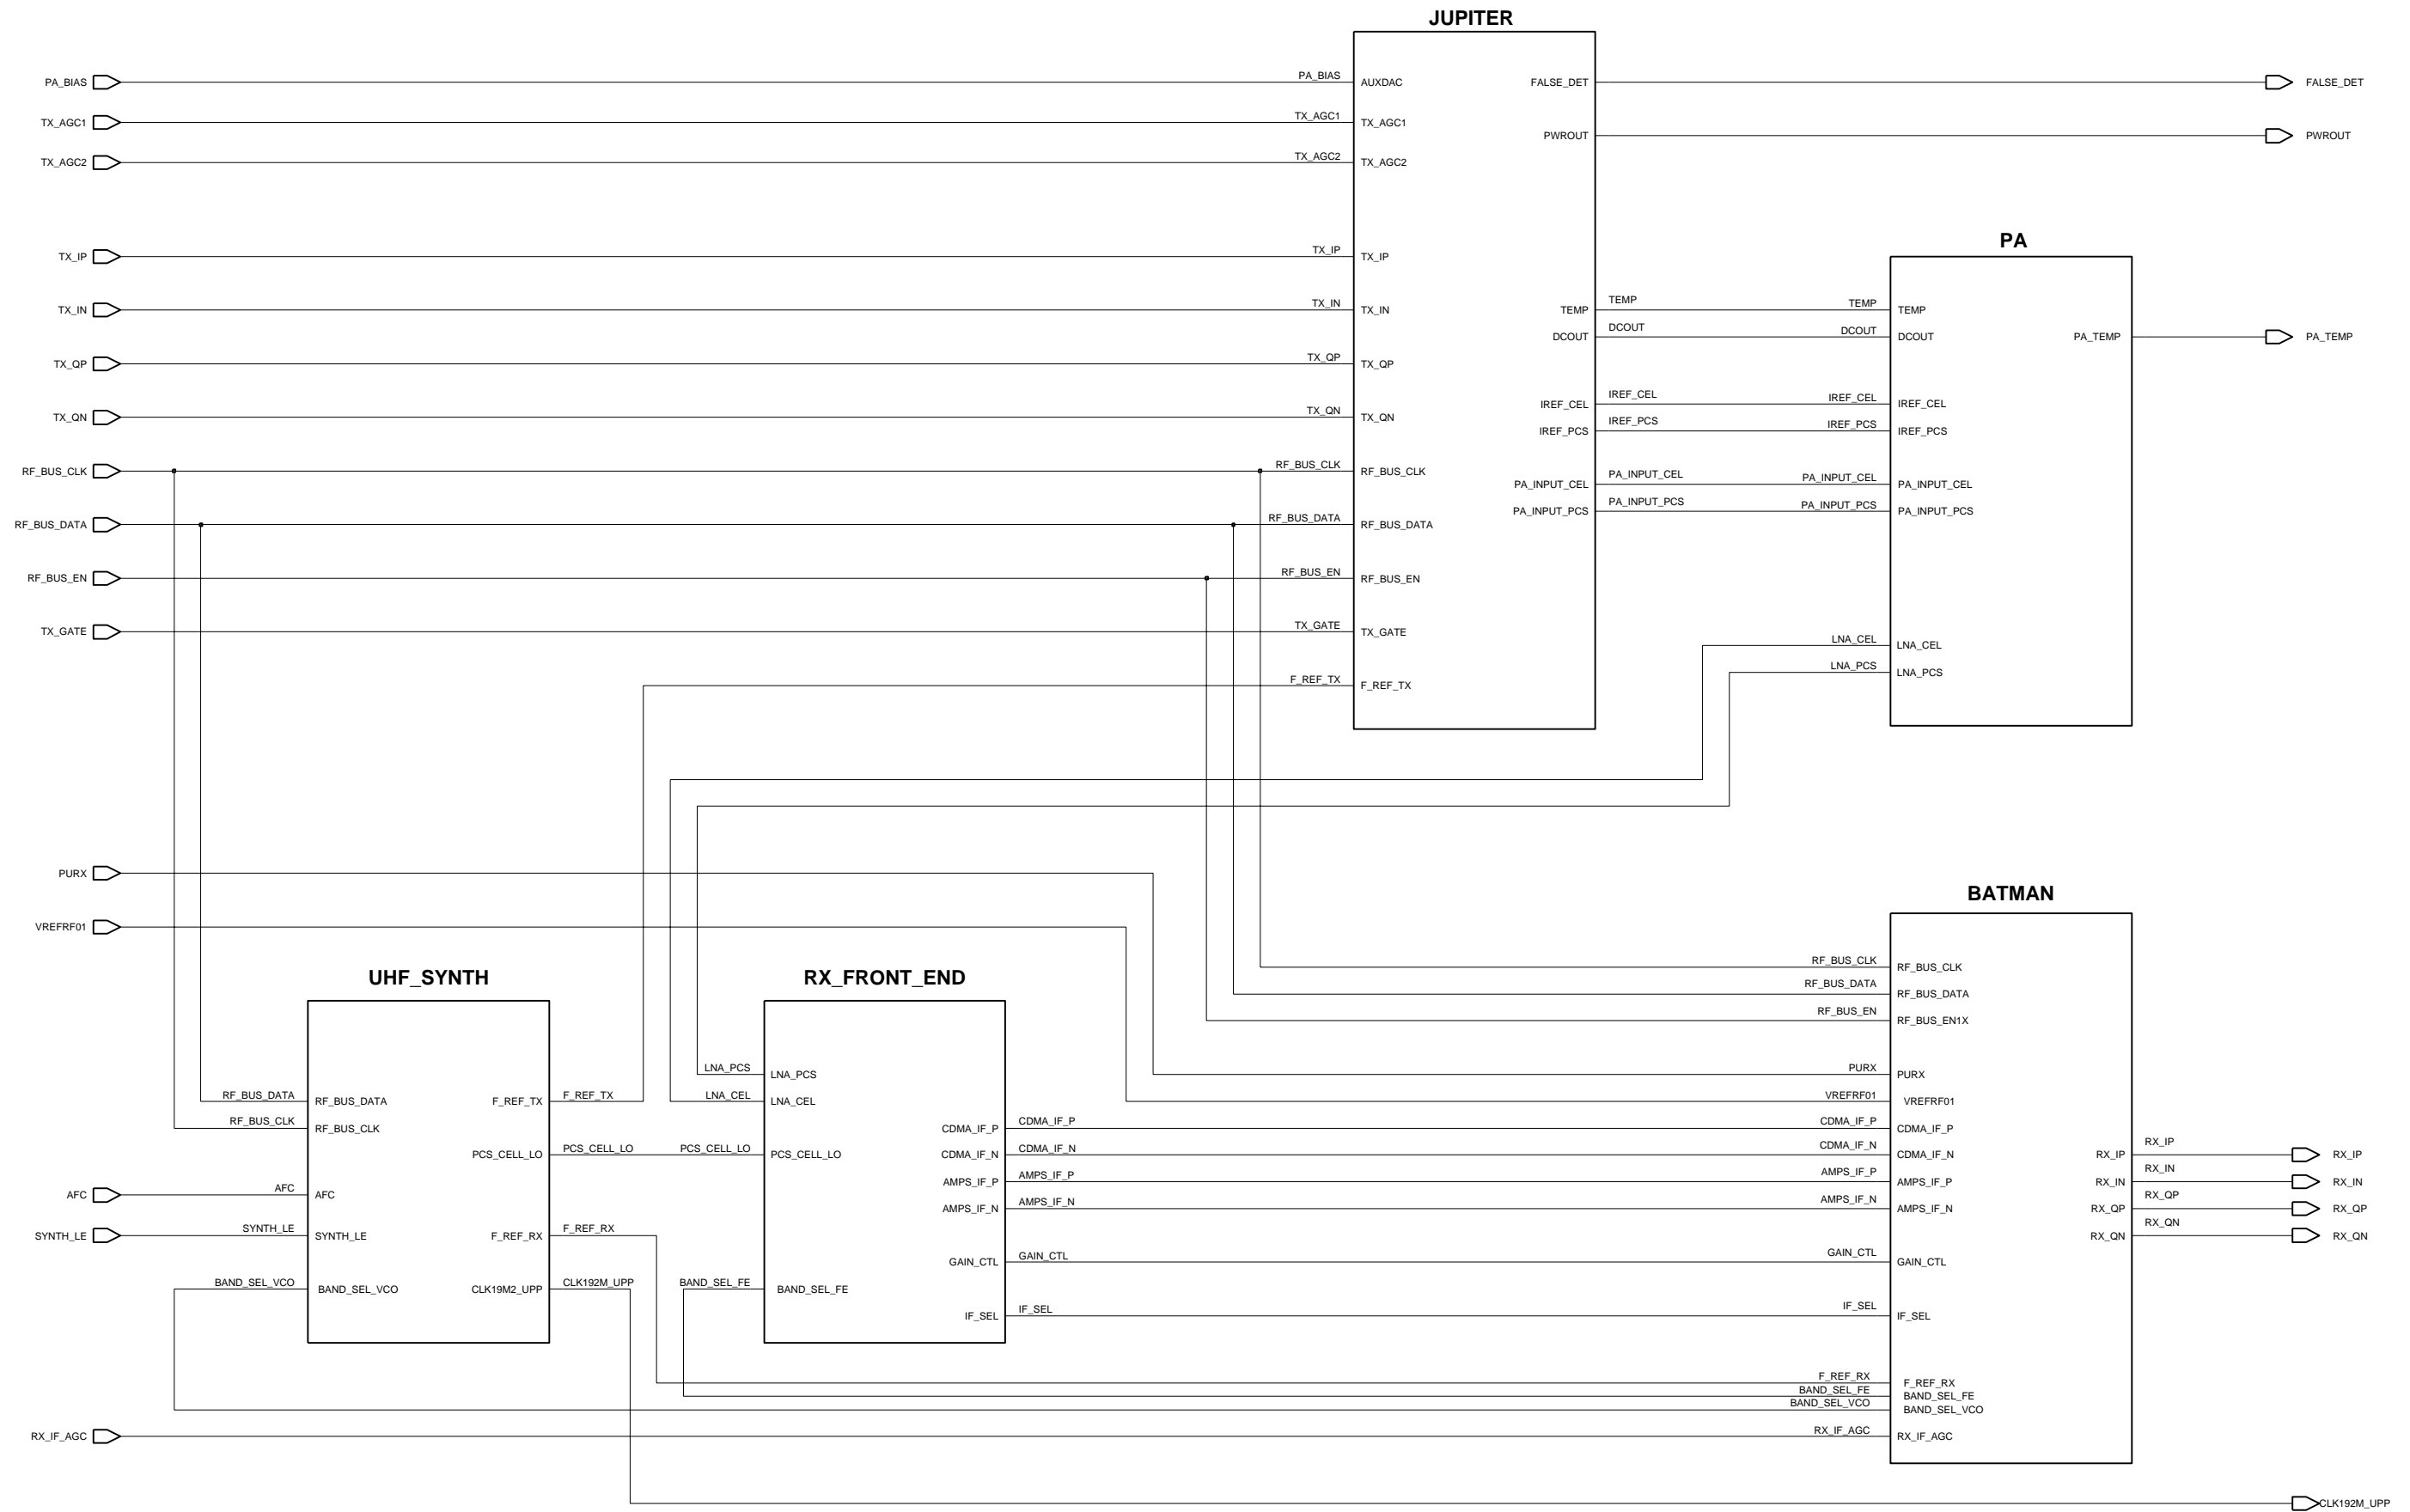 JUPITER
PA_BIAS PA_BIAS AUXDAC FALSE_DET FALSE_DET
TX_AGC1 TX_AGC1 TX_AGC1
PWROUT PWROUT
TX_AGC2 TX_AGC2 TX_AGC2
PA
TX_IP TX_IP TX_IP
TX_IN TX_IN TX_IN TEMP TEMP TEMP TEMP
DCOUT DCOUT DCOUT DCOUT PA_TEMP PA_TEMP
TX_QP TX_QP TX_QP
IREF_CEL IREF_CEL IREF_CEL IREF_CEL
TX_QN TX_QN TX_QN
IREF_PCS IREF_PCS IREF_PCS IREF_PCS
RF_BUS_CLK RF_BUS_CLK RF_BUS_CLK
PA_INPUT_CEL PA_INPUT_CEL PA_INPUT_CEL PA_INPUT_CEL
PA_INPUT_PCS PA_INPUT_PCS PA_INPUT_PCS PA_INPUT_PCS
RF_BUS_DATA RF_BUS_DATA RF_BUS_DATA
RF_BUS_EN RF_BUS_EN RF_BUS_EN
TX_GATE TX_GATE TX_GATE
LNA_CEL LNA_CEL
LNA_PCS LNA_PCS
F_REF_TX F_REF_TX
PURX
BATMAN
VREFRF01
RF_BUS_CLK RF_BUS_CLK
UHF_SYNTH RX_FRONT_END
RF_BUS_DATA RF_BUS_DATA
RF_BUS_EN RF_BUS_EN1X
LNA_PCS LNA_PCS PURX PURX
RF_BUS_DATA RF_BUS_DATA F_REF_TX F_REF_TX LNA_CEL LNA_CEL VREFRF01 VREFRF01
RF_BUS_CLK RF_BUS_CLK CDMA_IF_P CDMA_IF_P CDMA_IF_P CDMA_IF_P
PCS_CELL_LO PCS_CELL_LO PCS_CELL_LO PCS_CELL_LO CDMA_IF_N CDMA_IF_N CDMA_IF_N CDMA_IF_N RX_IP RX_IP RX_IP
AMPS_IF_P AMPS_IF_P AMPS_IF_P AMPS_IF_P RX_IN RX_IN RX_IN
AFC AFC AFC
AMPS_IF_N AMPS_IF_N AMPS_IF_N AMPS_IF_N RX_QP RX_QP RX_QP
SYNTH_LE SYNTH_LE SYNTH_LE F_REF_RX F_REF_RX RX_QN RX_QN RX_QN
GAIN_CTL GAIN_CTL GAIN_CTL GAIN_CTL
BAND_SEL_VCO BAND_SEL_VCO CLK19M2_UPP CLK192M_UPP BAND_SEL_FE BAND_SEL_FE
IF_SEL IF_SEL IF_SEL IF_SEL
F_REF_RX F_REF_RX
BAND_SEL_FE BAND_SEL_FE
BAND_SEL_VCO BAND_SEL_VCO
RX_IF_AGC RX_IF_AGC RX_IF_AGC
CLK192M_UPP